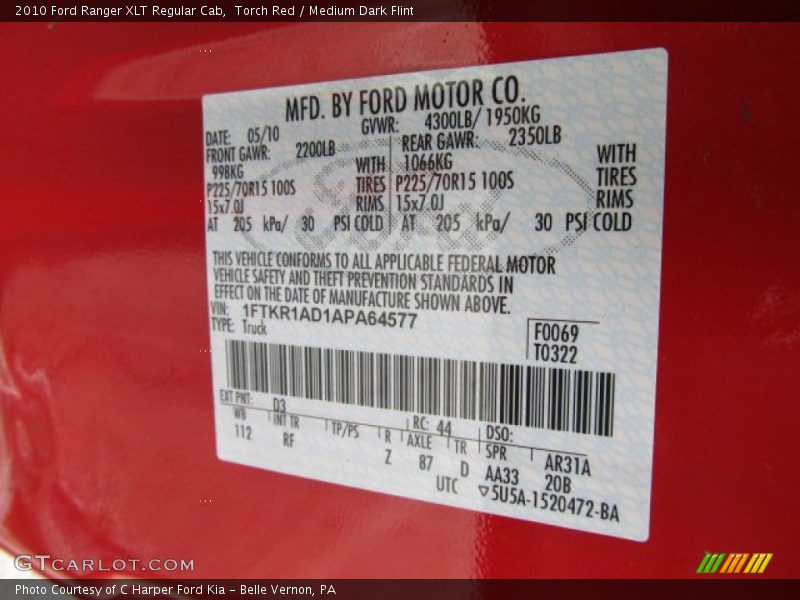 2010 Ford Ranger XLT Regular Cab,  Torch Red / Medium Dark Flint
MFD. BY FORD MOTOR CO.
DATE: 05/10 GVWR: 4300LB/ 1950KG
FRONT GAWR: 2200LB REAR GAWR: 2350LB
998KG WITH 1066KG WITH
P225/70R15 100S TIRES P225/70R15 100S TIRES
15x7.0J RIMS 15x7.0J RIMS
AT 205 kPa/ 30 PSI COLD AT 205 kPa/ 30 PSI COLD
THIS VEHICLE CONFORMS TO ALL APPLICABLE FEDERAL MOTOR
VEHICLE SAFETY AND THEFT PREVENTION STANDARDS IN
EFFECT ON THE DATE OF MANUFACTURE SHOWN ABOVE.
VIN: 1FTKR1AD1APA64577
TYPE: Truck F0069
T0322
EXT PNT: D3 RC: 44 DSO:
WB INT TR TP/PS R AXLE TR SPR AR31A
112 RF Z 87 D AA33 20B
UTC ▽5U5A-1520472-BA
GTCARLOT.COM
Photo Courtesy of C Harper Ford Kia – Belle Vernon, PA